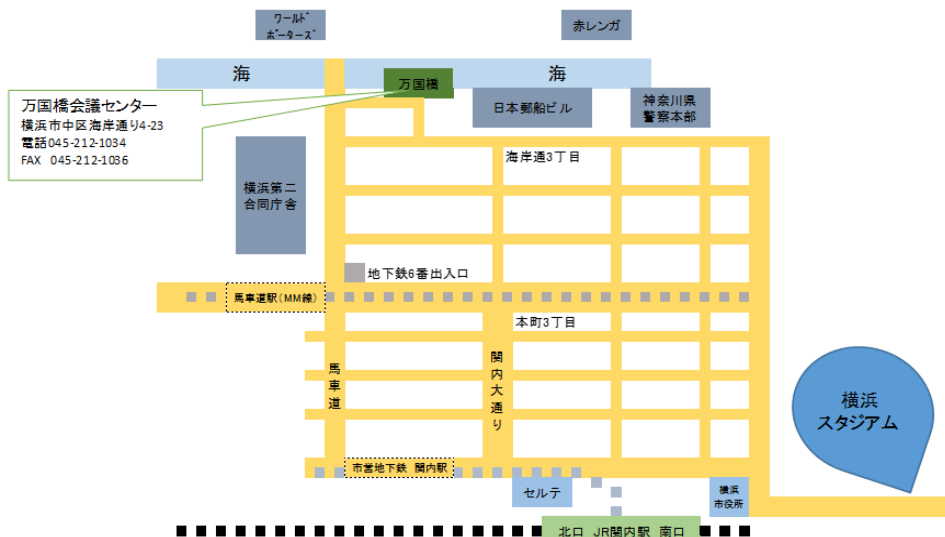 ワールド
ポーターズ
赤レンガ
海
海
万国橋
万国橋会議センター
横浜市中区海岸通り4-23
電話045-212-1034
FAX 045-212-1036
日本郵船ビル
神奈川県
警察本部
海岸通3丁目
横浜第二
合同庁舎
地下鉄6番出入口
馬車道駅(MM線)
本町3丁目
馬車道
関内大通り
横浜
スタジアム
市営地下鉄 関内駅
セルテ
横浜
市役所
北口 JR関内駅 南口